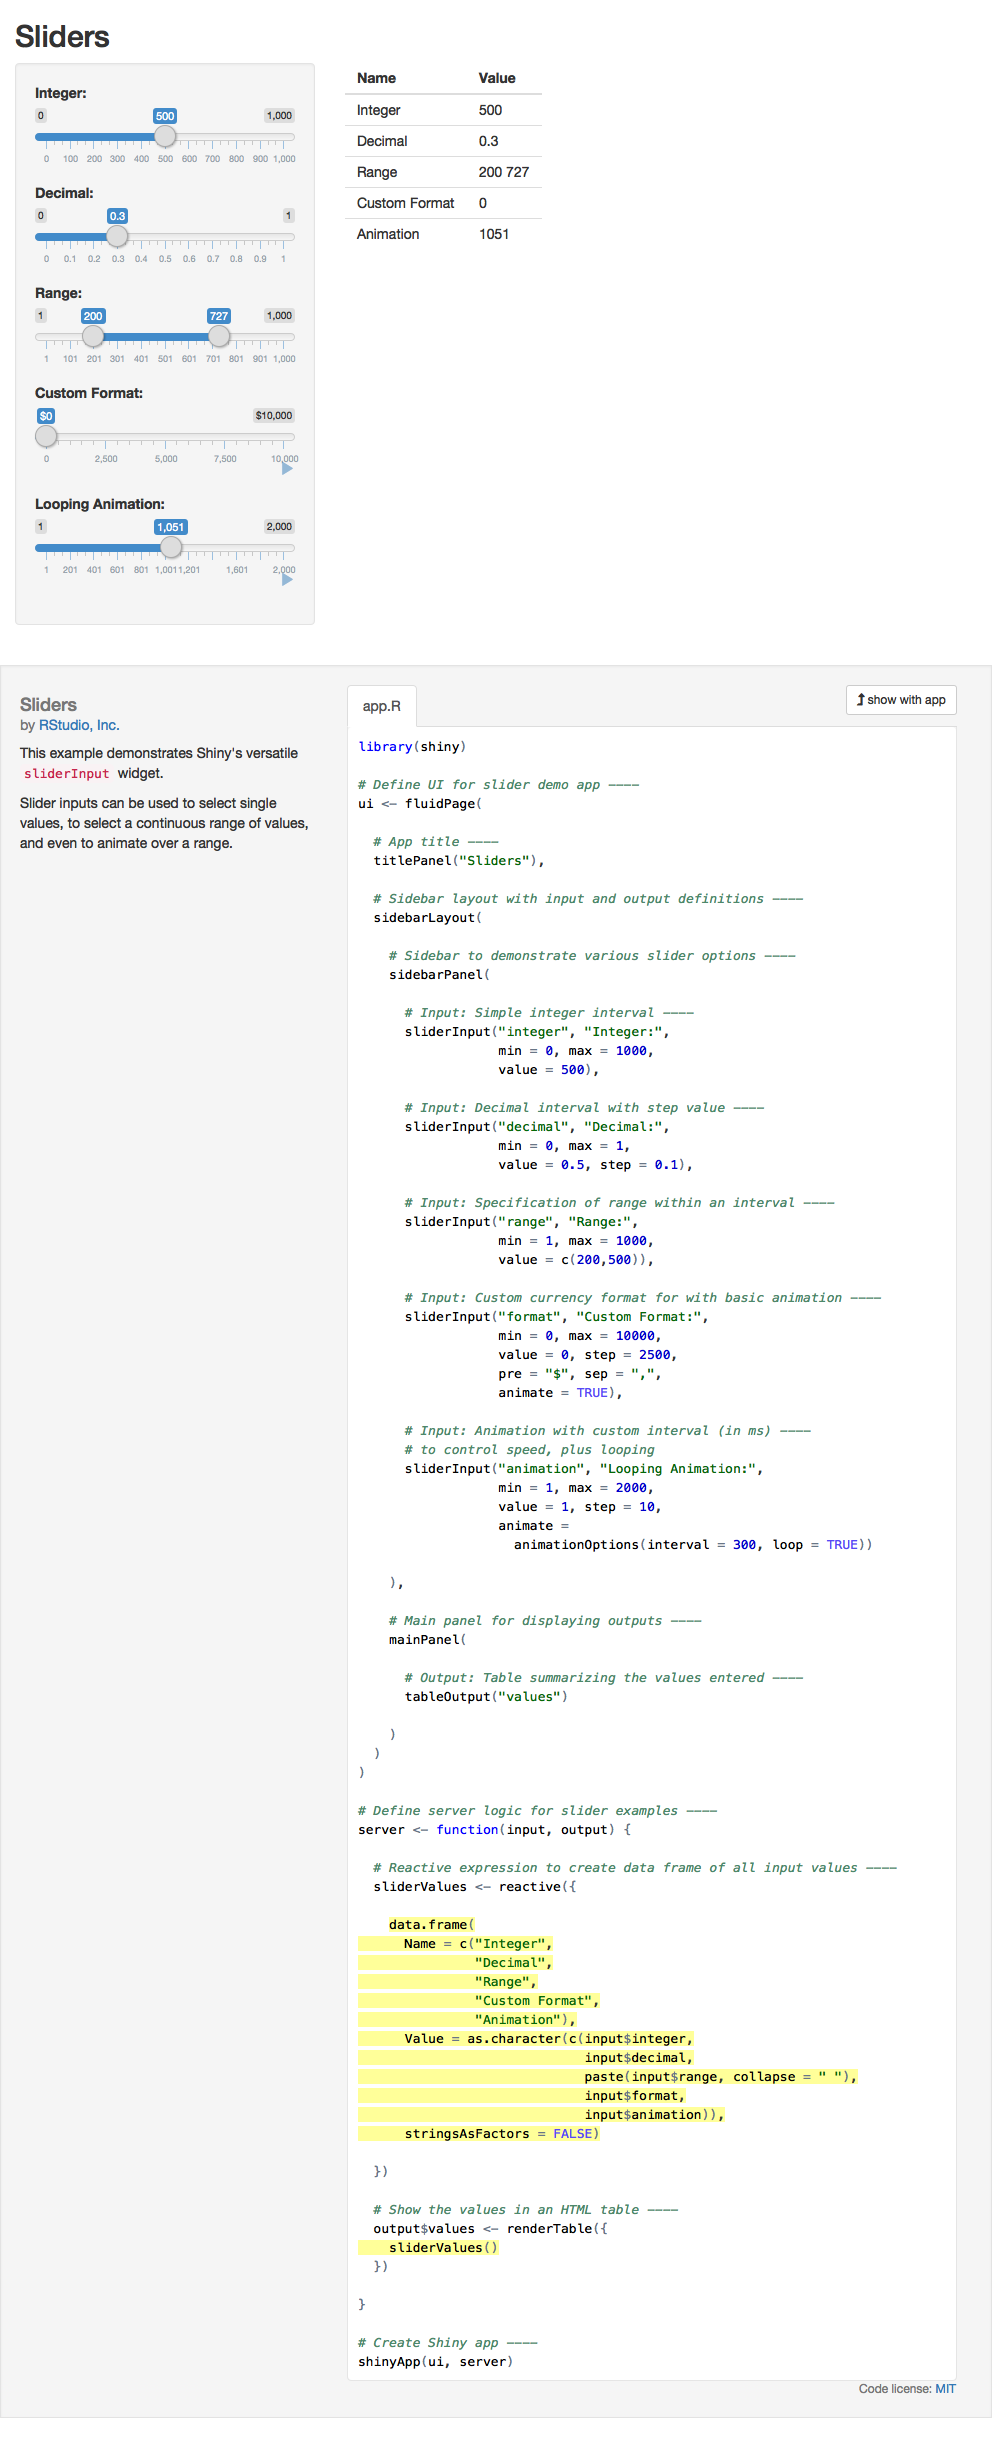 Sliders
Integer:
0 500 1,000
0 100 200 300 400 500 600 700 800 900 1,000
Decimal:
0 0.3 1
0 0.1 0.2 0.3 0.4 0.5 0.6 0.7 0.8 0.9 1
Range:
1 200 727 1,000
1 101 201 301 401 501 601 701 801 901 1,000
Custom Format:
$0 $10,000
0 2,500 5,000 7,500 10,000
Looping Animation:
1 1,051 2,000
1 201 401 601 801 1,001 1,201 1,601 2,000
Name Value
Integer 500
Decimal 0.3
Range 200 727
Custom Format 0
Animation 1051
Sliders
by RStudio, Inc.
This example demonstrates Shiny's versatile
sliderInput widget.
Slider inputs can be used to select single
values, to select a continuous range of values,
and even to animate over a range.
app.R
show with app
library(shiny)
# Define UI for slider demo app ----
ui <- fluidPage(
  # App title ----
  titlePanel("Sliders"),
  # Sidebar layout with input and output definitions ----
  sidebarLayout(
    # Sidebar to demonstrate various slider options ----
    sidebarPanel(
      # Input: Simple integer interval ----
      sliderInput("integer", "Integer:",
                  min = 0, max = 1000,
                  value = 500),
      # Input: Decimal interval with step value ----
      sliderInput("decimal", "Decimal:",
                  min = 0, max = 1,
                  value = 0.5, step = 0.1),
      # Input: Specification of range within an interval ----
      sliderInput("range", "Range:",
                  min = 1, max = 1000,
                  value = c(200,500)),
      # Input: Custom currency format for with basic animation ----
      sliderInput("format", "Custom Format:",
                  min = 0, max = 10000,
                  value = 0, step = 2500,
                  pre = "$", sep = ",",
                  animate = TRUE),
      # Input: Animation with custom interval (in ms) ----
      # to control speed, plus looping
      sliderInput("animation", "Looping Animation:",
                  min = 1, max = 2000,
                  value = 1, step = 10,
                  animate =
                    animationOptions(interval = 300, loop = TRUE))
    ),
    # Main panel for displaying outputs ----
    mainPanel(
      # Output: Table summarizing the values entered ----
      tableOutput("values")
    )
  )
)
# Define server logic for slider examples ----
server <- function(input, output) {
  # Reactive expression to create data frame of all input values ----
  sliderValues <- reactive({
    data.frame(
      Name = c("Integer",
               "Decimal",
               "Range",
               "Custom Format",
               "Animation"),
      Value = as.character(c(input$integer,
                             input$decimal,
                             paste(input$range, collapse = " "),
                             input$format,
                             input$animation)),
      stringsAsFactors = FALSE)
  })
  # Show the values in an HTML table ----
  output$values <- renderTable({
    sliderValues()
  })
}
# Create Shiny app ----
shinyApp(ui, server)
Code license: MIT